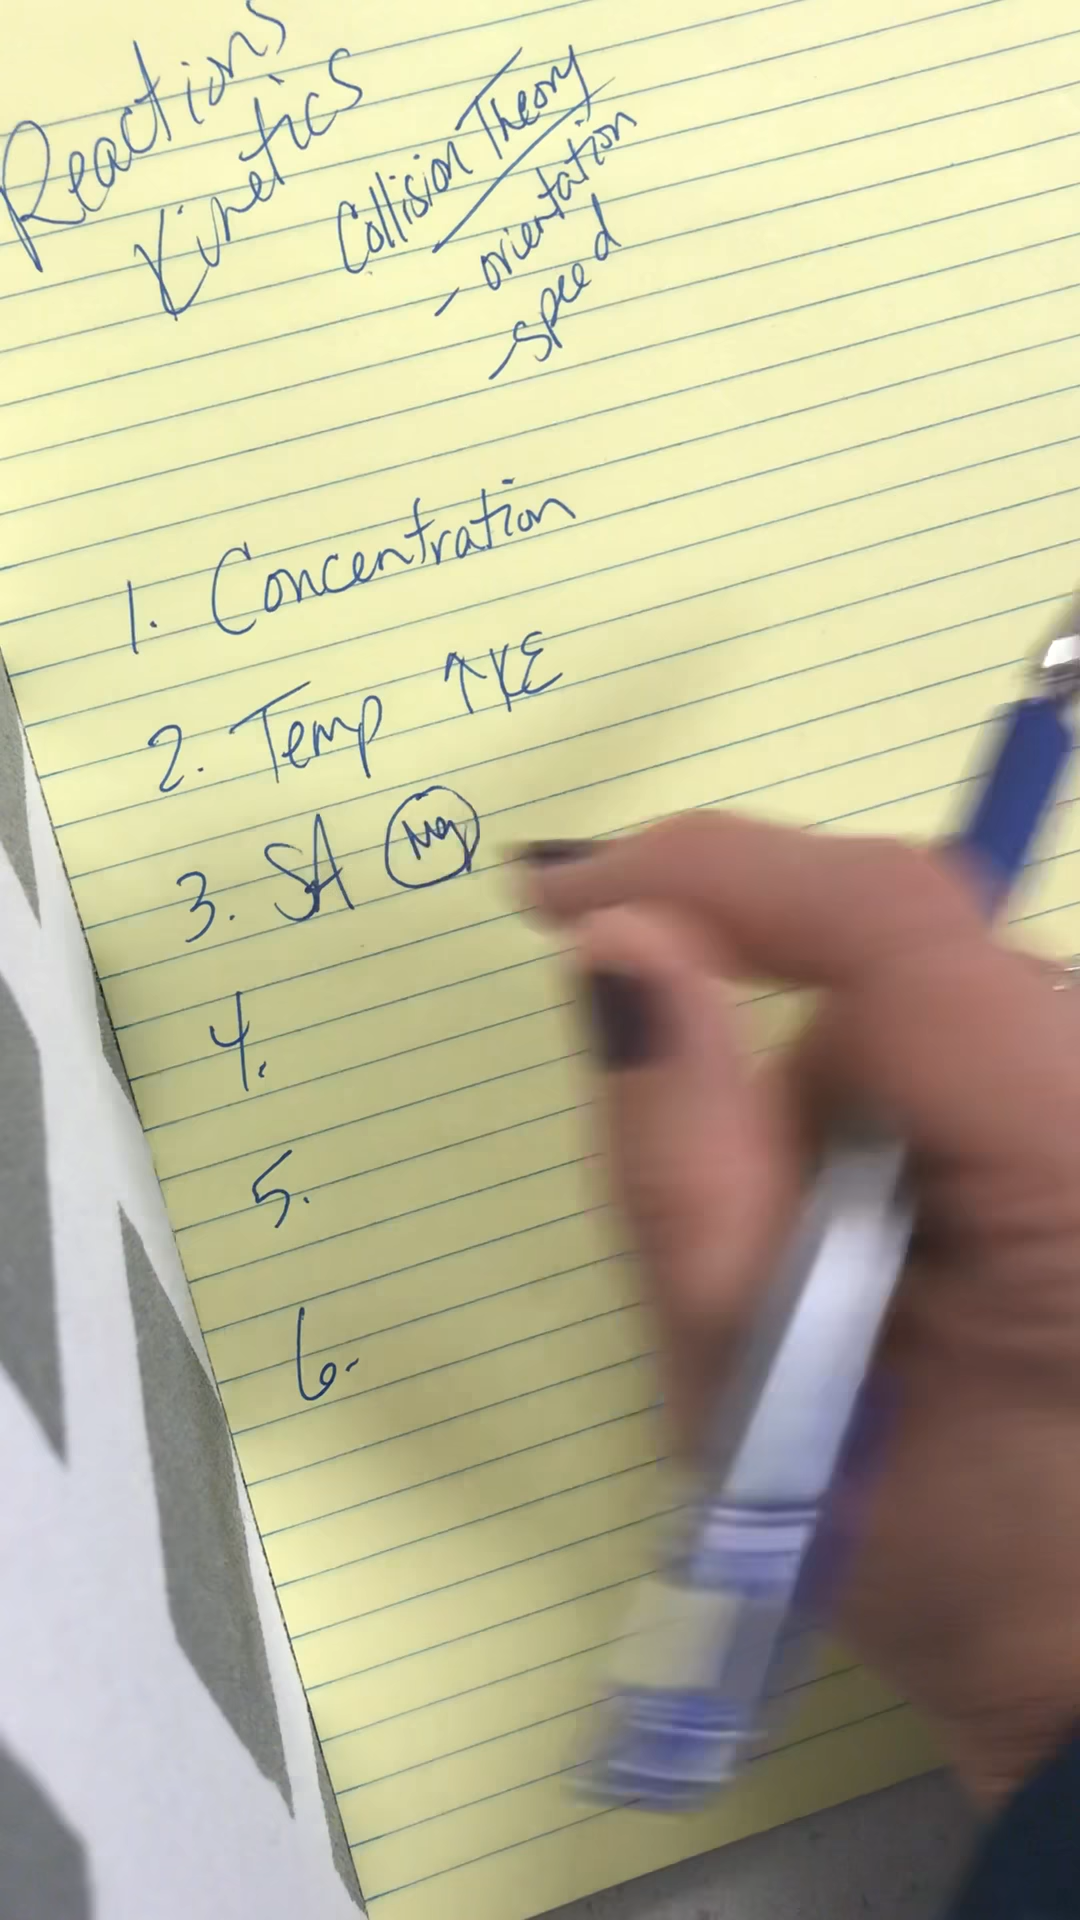 Reactions
Kinetics
Collision Theory
- orientation
- speed
1. Concentration
2. Temp ↑KE
3. SA Mg
4.
5.
6.